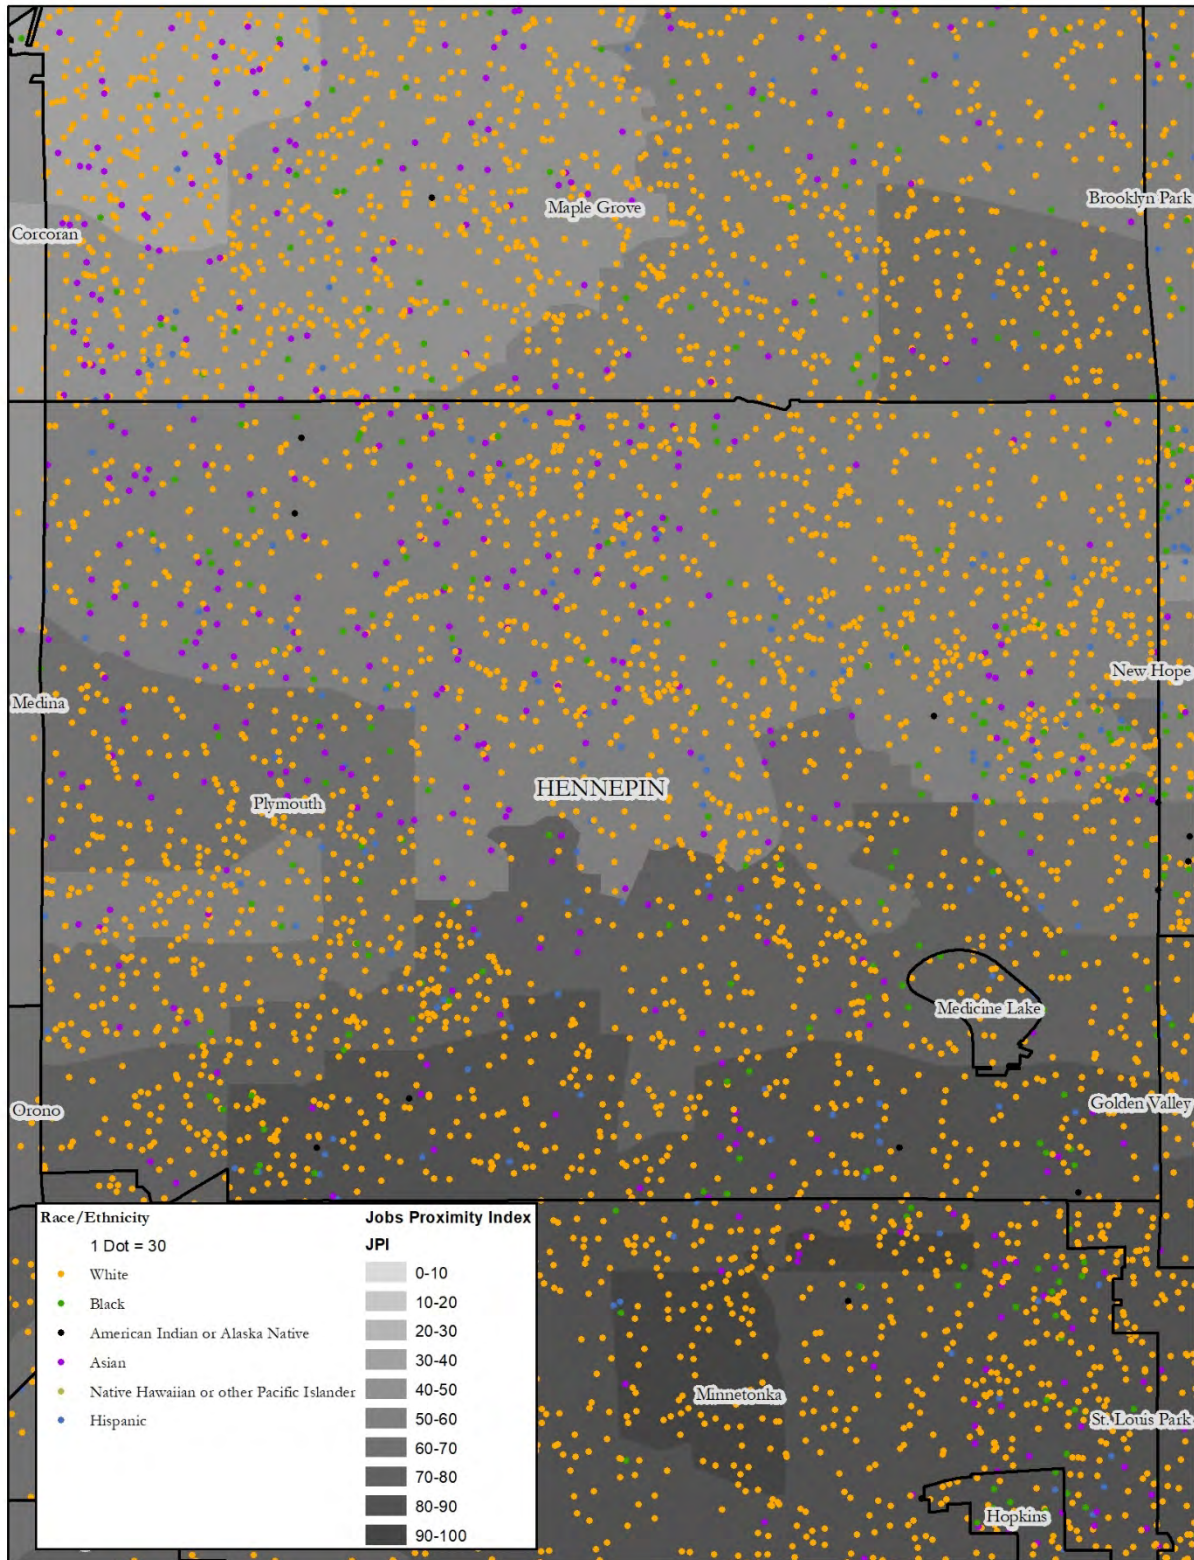 Maple Grove
Brooklyn Park
Corcoran
New Hope
Medina
HENNEPIN
Plymouth
Medicine Lake
Orono
Golden Valley
Race/Ethnicity
1 Dot = 30
White
Black
American Indian or Alaska Native
Asian
Native Hawaiian or other Pacific Islander
Hispanic
Jobs Proximity Index
JPI
0-10
10-20
20-30
30-40
40-50
50-60
60-70
70-80
80-90
90-100
Minnetonka
St. Louis Park
Hopkins